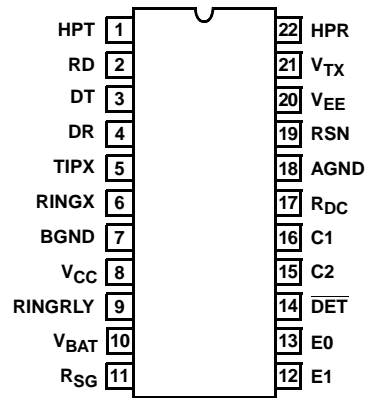 HPT 1 22 HPR
RD 2 21 VTX
DT 3 20 VEE
DR 4 19 RSN
TIPX 5 18 AGND
RINGX 6 17 RDC
BGND 7 16 C1
VCC 8 15 C2
RINGRLY 9 14 DET
VBAT 10 13 E0
RSG 11 12 E1